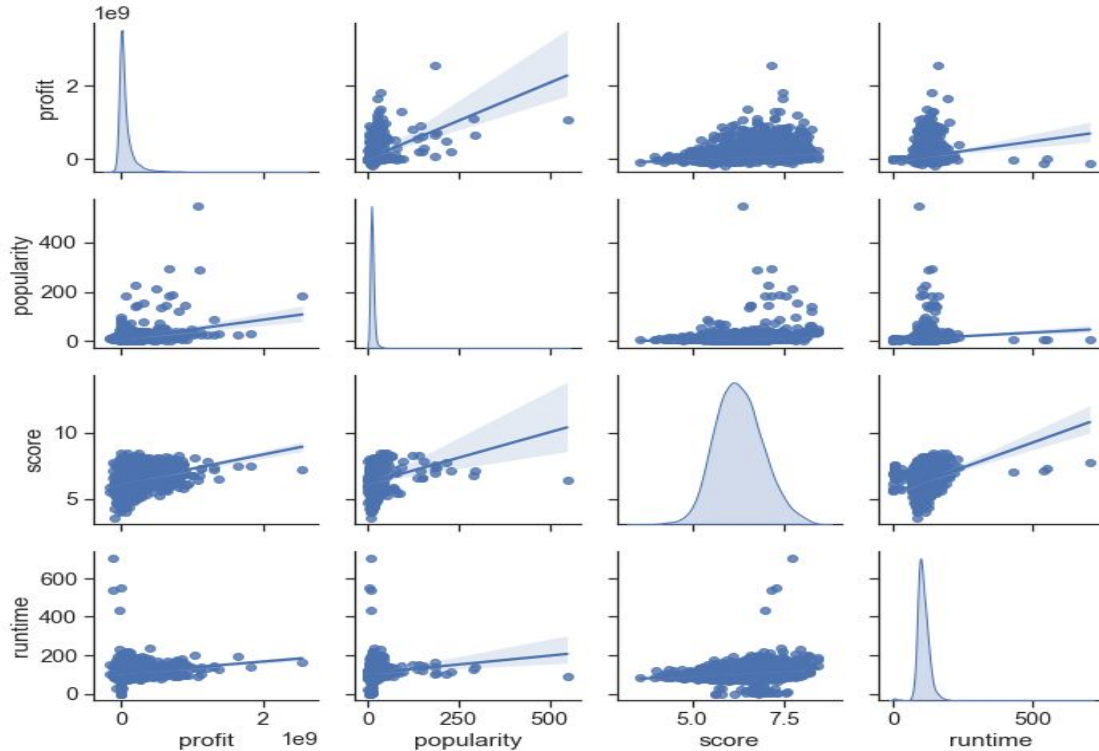 1e9
profit
2
0
popularity
400
200
0
score
10
5
runtime
600
400
200
0
0 2 0 250 500 5.0 7.5 0 500
profit 1e9 popularity score runtime